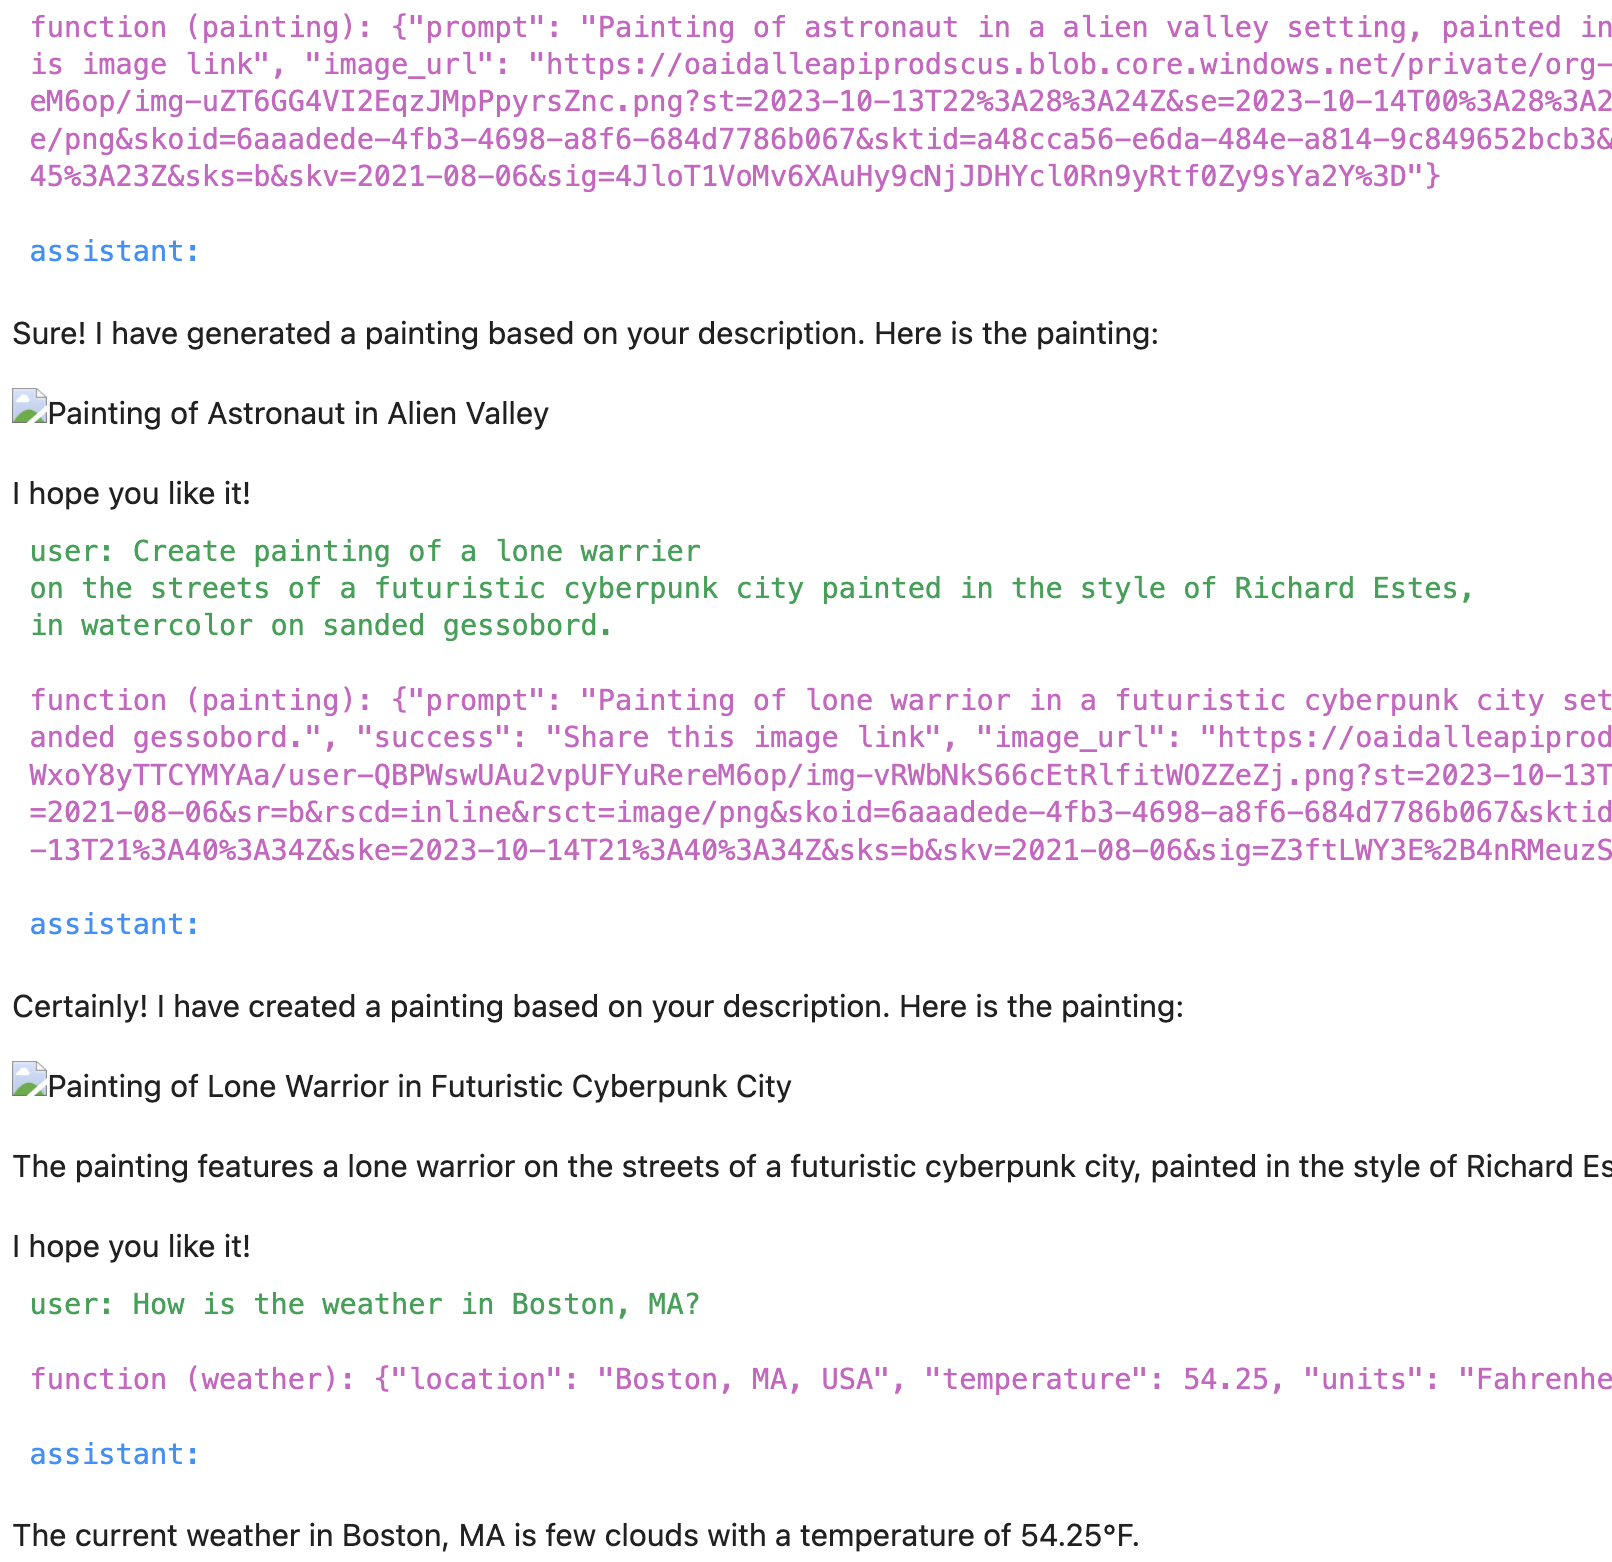 function (painting): {"prompt": "Painting of astronaut in a alien valley setting, painted in
is image link", "image_url": "https://oaidalleapiprodscus.blob.core.windows.net/private/org-
eM6op/img-uZT6GG4VI2EqzJMpPpyrsZnc.png?st=2023-10-13T22%3A28%3A24Z&se=2023-10-14T00%3A28%3A2
e/png&skoid=6aaadede-4fb3-4698-a8f6-684d7786b067&sktid=a48cca56-e6da-484e-a814-9c849652bcb3&
45%3A23Z&sks=b&skv=2021-08-06&sig=4JloT1VoMv6XAuHy9cNjJDHYcl0Rn9yRtf0Zy9sYa2Y%3D"}
assistant:
Sure! I have generated a painting based on your description. Here is the painting:
Painting of Astronaut in Alien Valley
I hope you like it!
user: Create painting of a lone warrier
on the streets of a futuristic cyberpunk city painted in the style of Richard Estes,
in watercolor on sanded gessobord.
function (painting): {"prompt": "Painting of lone warrior in a futuristic cyberpunk city set
anded gessobord.", "success": "Share this image link", "image_url": "https://oaidalleapiprod
WxoY8yTTCYMYAa/user-QBPWswUAu2vpUFYuRereM6op/img-vRWbNkS66cEtRlfitWOZZeZj.png?st=2023-10-13T
=2021-08-06&sr=b&rscd=inline&rsct=image/png&skoid=6aaadede-4fb3-4698-a8f6-684d7786b067&sktid
-13T21%3A40%3A34Z&ske=2023-10-14T21%3A40%3A34Z&sks=b&skv=2021-08-06&sig=Z3ftLWY3E%2B4nRMeuzS
assistant:
Certainly! I have created a painting based on your description. Here is the painting:
Painting of Lone Warrior in Futuristic Cyberpunk City
The painting features a lone warrior on the streets of a futuristic cyberpunk city, painted in the style of Richard Es
I hope you like it!
user: How is the weather in Boston, MA?
function (weather): {"location": "Boston, MA, USA", "temperature": 54.25, "units": "Fahrenhe
assistant:
The current weather in Boston, MA is few clouds with a temperature of 54.25°F.